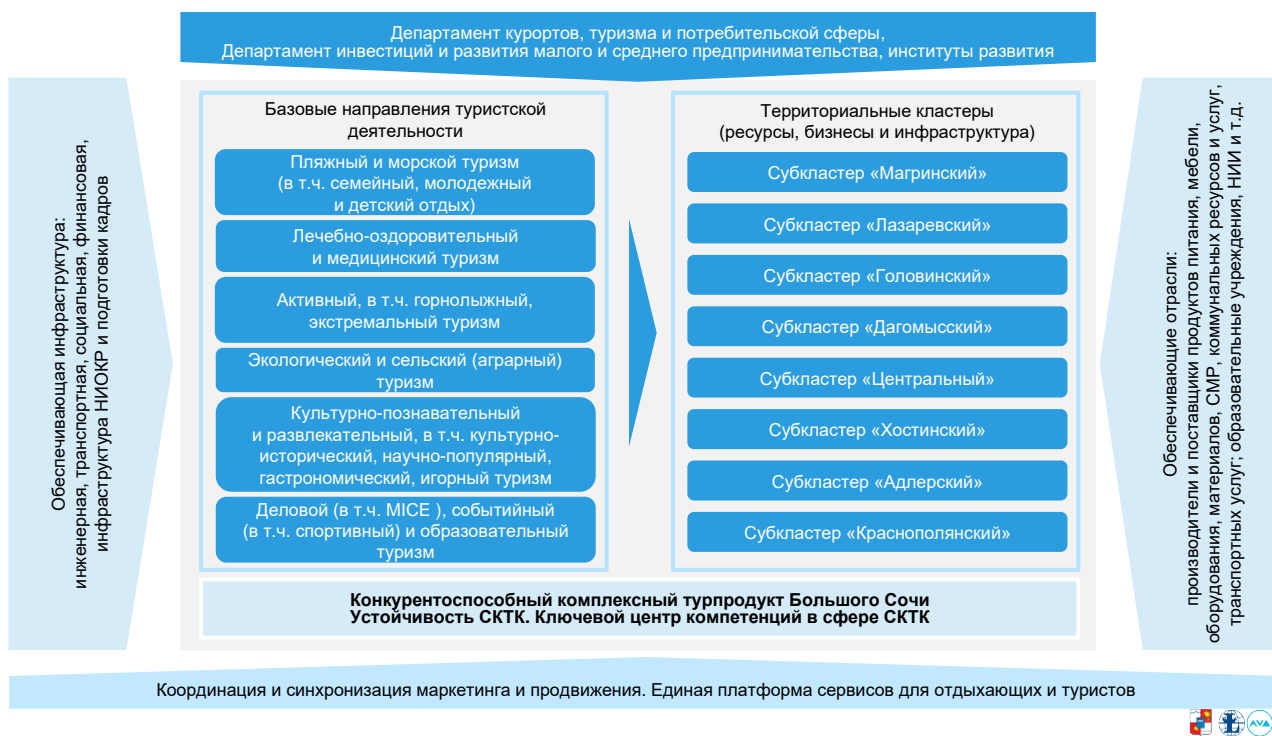 Департамент курортов, туризма и потребительской сферы,
Департамент инвестиций и развития малого и среднего предпринимательства, институты развития
Обеспечивающая инфраструктура:
инженерная, транспортная, социальная, финансовая,
инфраструктура НИОКР и подготовки кадров
Базовые направления туристской
деятельности
Пляжный и морской туризм
(в т.ч. семейный, молодежный
и детский отдых)
Лечебно-оздоровительный
и медицинский туризм
Активный, в т.ч. горнолыжный,
экстремальный туризм
Экологический и сельский (аграрный)
туризм
Культурно-познавательный
и развлекательный, в т.ч. культурно-
исторический, научно-популярный,
гастрономический, игорный туризм
Деловой (в т.ч. MICE ), событийный
(в т.ч. спортивный) и образовательный
туризм
Территориальные кластеры
(ресурсы, бизнесы и инфраструктура)
Субкластер «Магринский»
Субкластер «Лазаревский»
Субкластер «Головинский»
Субкластер «Дагомысский»
Субкластер «Центральный»
Субкластер «Хостинский»
Субкластер «Адлерский»
Субкластер «Краснополянский»
Обеспечивающие отрасли:
производители и поставщики продуктов питания, мебели,
оборудования, материалов, СМР, коммунальных ресурсов и услуг,
транспортных услуг; образовательные учреждения, НИИ и т.д.
Конкурентоспособный комплексный турпродукт Большого Сочи
Устойчивость СКТК. Ключевой центр компетенций в сфере СКТК
Координация и синхронизация маркетинга и продвижения. Единая платформа сервисов для отдыхающих и туристов